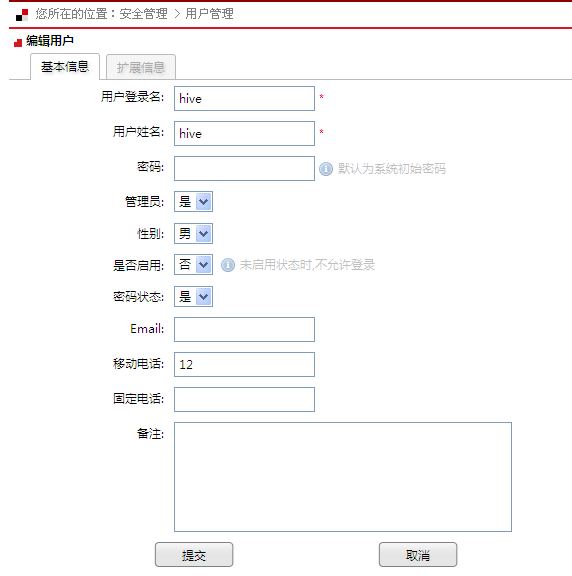 您所在的位置：安全管理 > 用户管理
编辑用户
基本信息 扩展信息
用户登录名: hive *
用户姓名: hive *
密码: 默认为系统初始密码
管理员: 是
性别: 男
是否启用: 否 未启用状态时,不允许登录
密码状态: 是
Email:
移动电话: 12
固定电话:
备注:
提交 取消